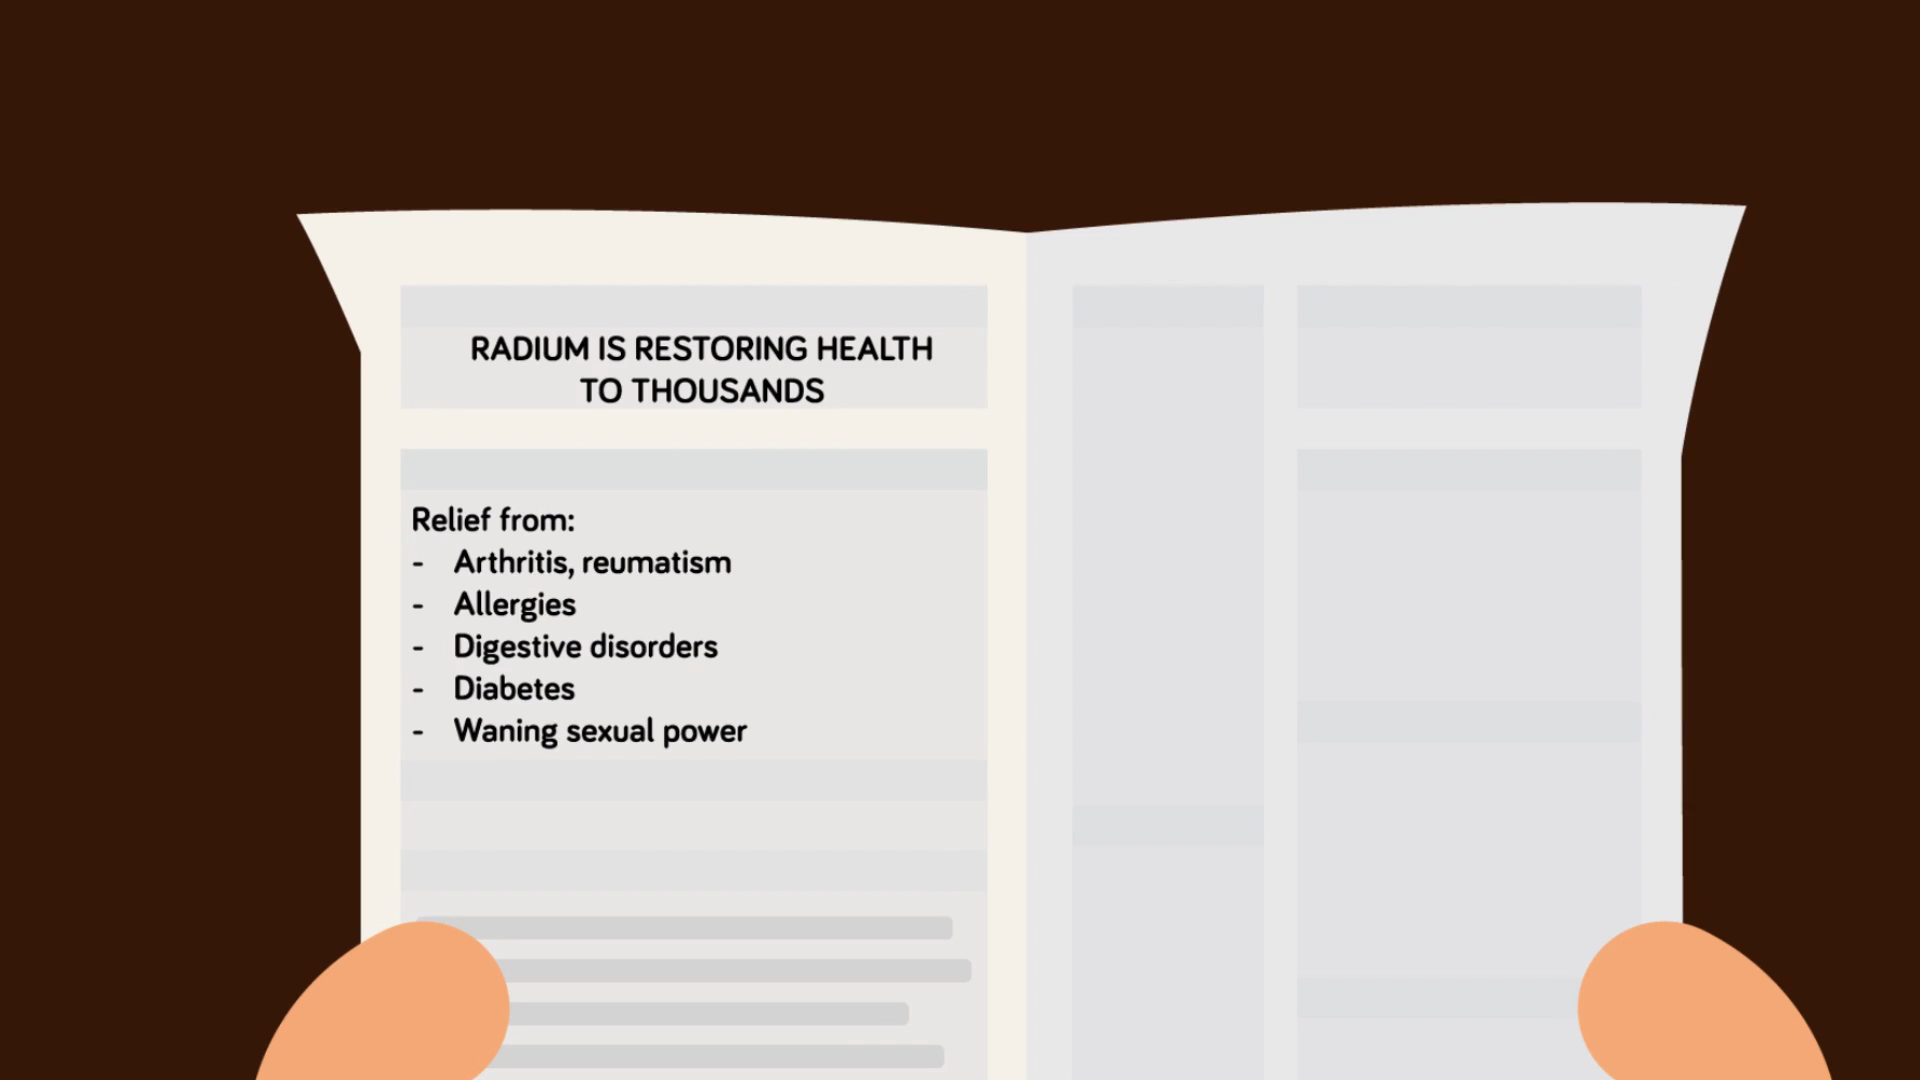 RADIUM IS RESTORING HEALTH
TO THOUSANDS
Relief from:
- Arthritis, reumatism
- Allergies
- Digestive disorders
- Diabetes
- Waning sexual power